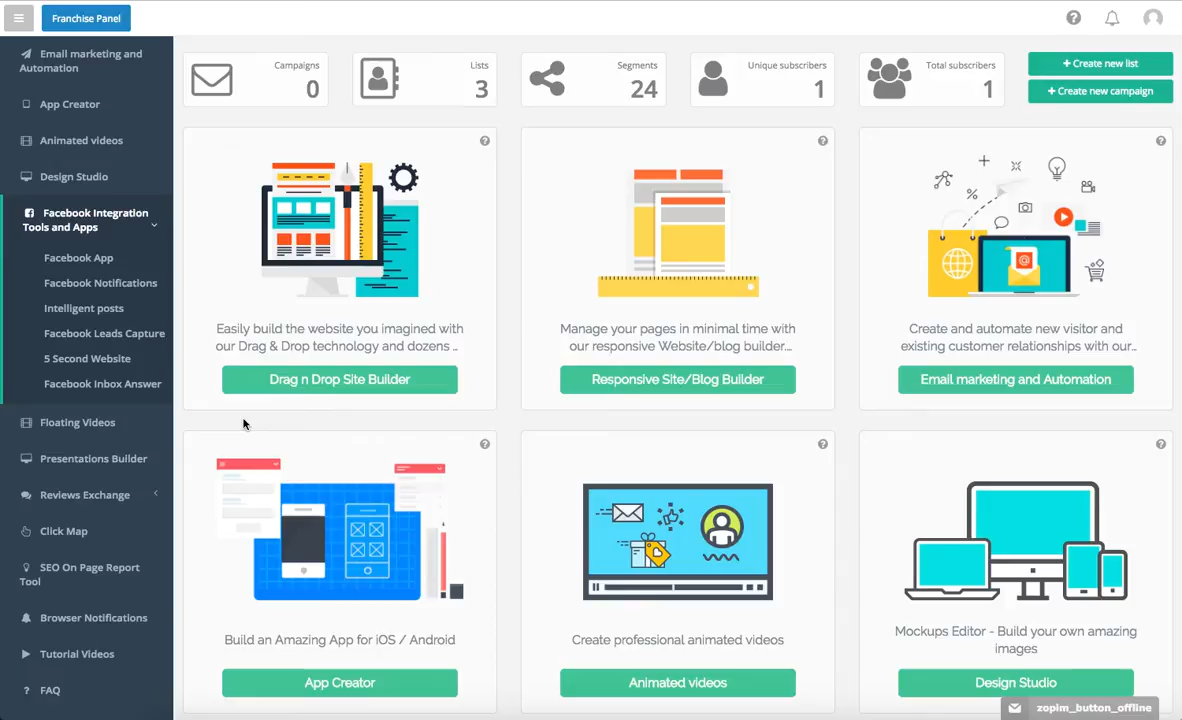 Franchise Panel
Email marketing and
Automation
App Creator
Animated videos
Design Studio
Facebook Integration
Tools and Apps
Facebook App
Facebook Notifications
Intelligent posts
Facebook Leads Capture
5 Second Website
Facebook Inbox Answer
Floating Videos
Presentations Builder
Reviews Exchange
Click Map
SEO On Page Report
Tool
Browser Notifications
Tutorial Videos
FAQ
Campaigns
0
Lists
3
Segments
24
Unique subscribers
1
Total subscribers
1
+ Create new list
+ Create new campaign
Easily build the website you imagined with
our Drag & Drop technology and dozens ...
Drag n Drop Site Builder
Manage your pages in minimal time with
our responsive Website/blog builder...
Responsive Site/Blog Builder
Create and automate new visitor and
existing customer relationships with our...
Email marketing and Automation
Build an Amazing App for iOS / Android
App Creator
Create professional animated videos
Animated videos
Mockups Editor - Build your own amazing
images
Design Studio
zopim_button_offline